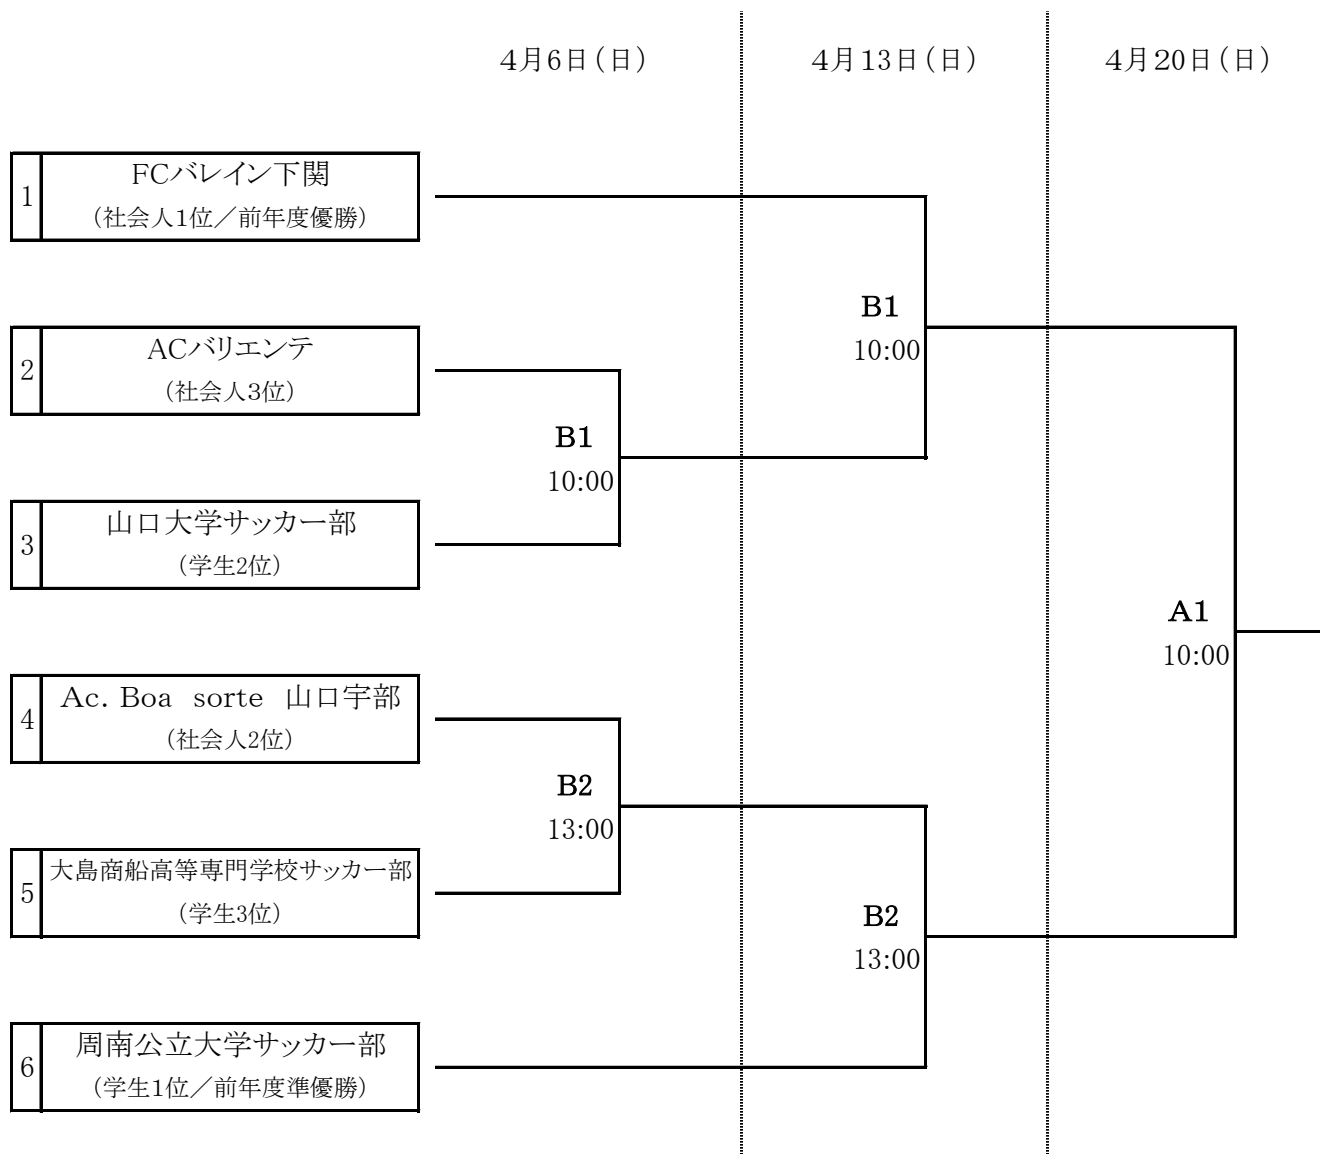 4月6日(日)
4月13日(日)
4月20日(日)
1
FCバレイン下関
(社会人1位／前年度優勝)
2
ACバリエンテ
(社会人3位)
3
山口大学サッカー部
(学生2位)
4
Ac. Boa sorte 山口宇部
(社会人2位)
5
大島商船高等専門学校サッカー部
(学生3位)
6
周南公立大学サッカー部
(学生1位／前年度準優勝)
B1
10:00
B2
13:00
B1
10:00
B2
13:00
A1
10:00